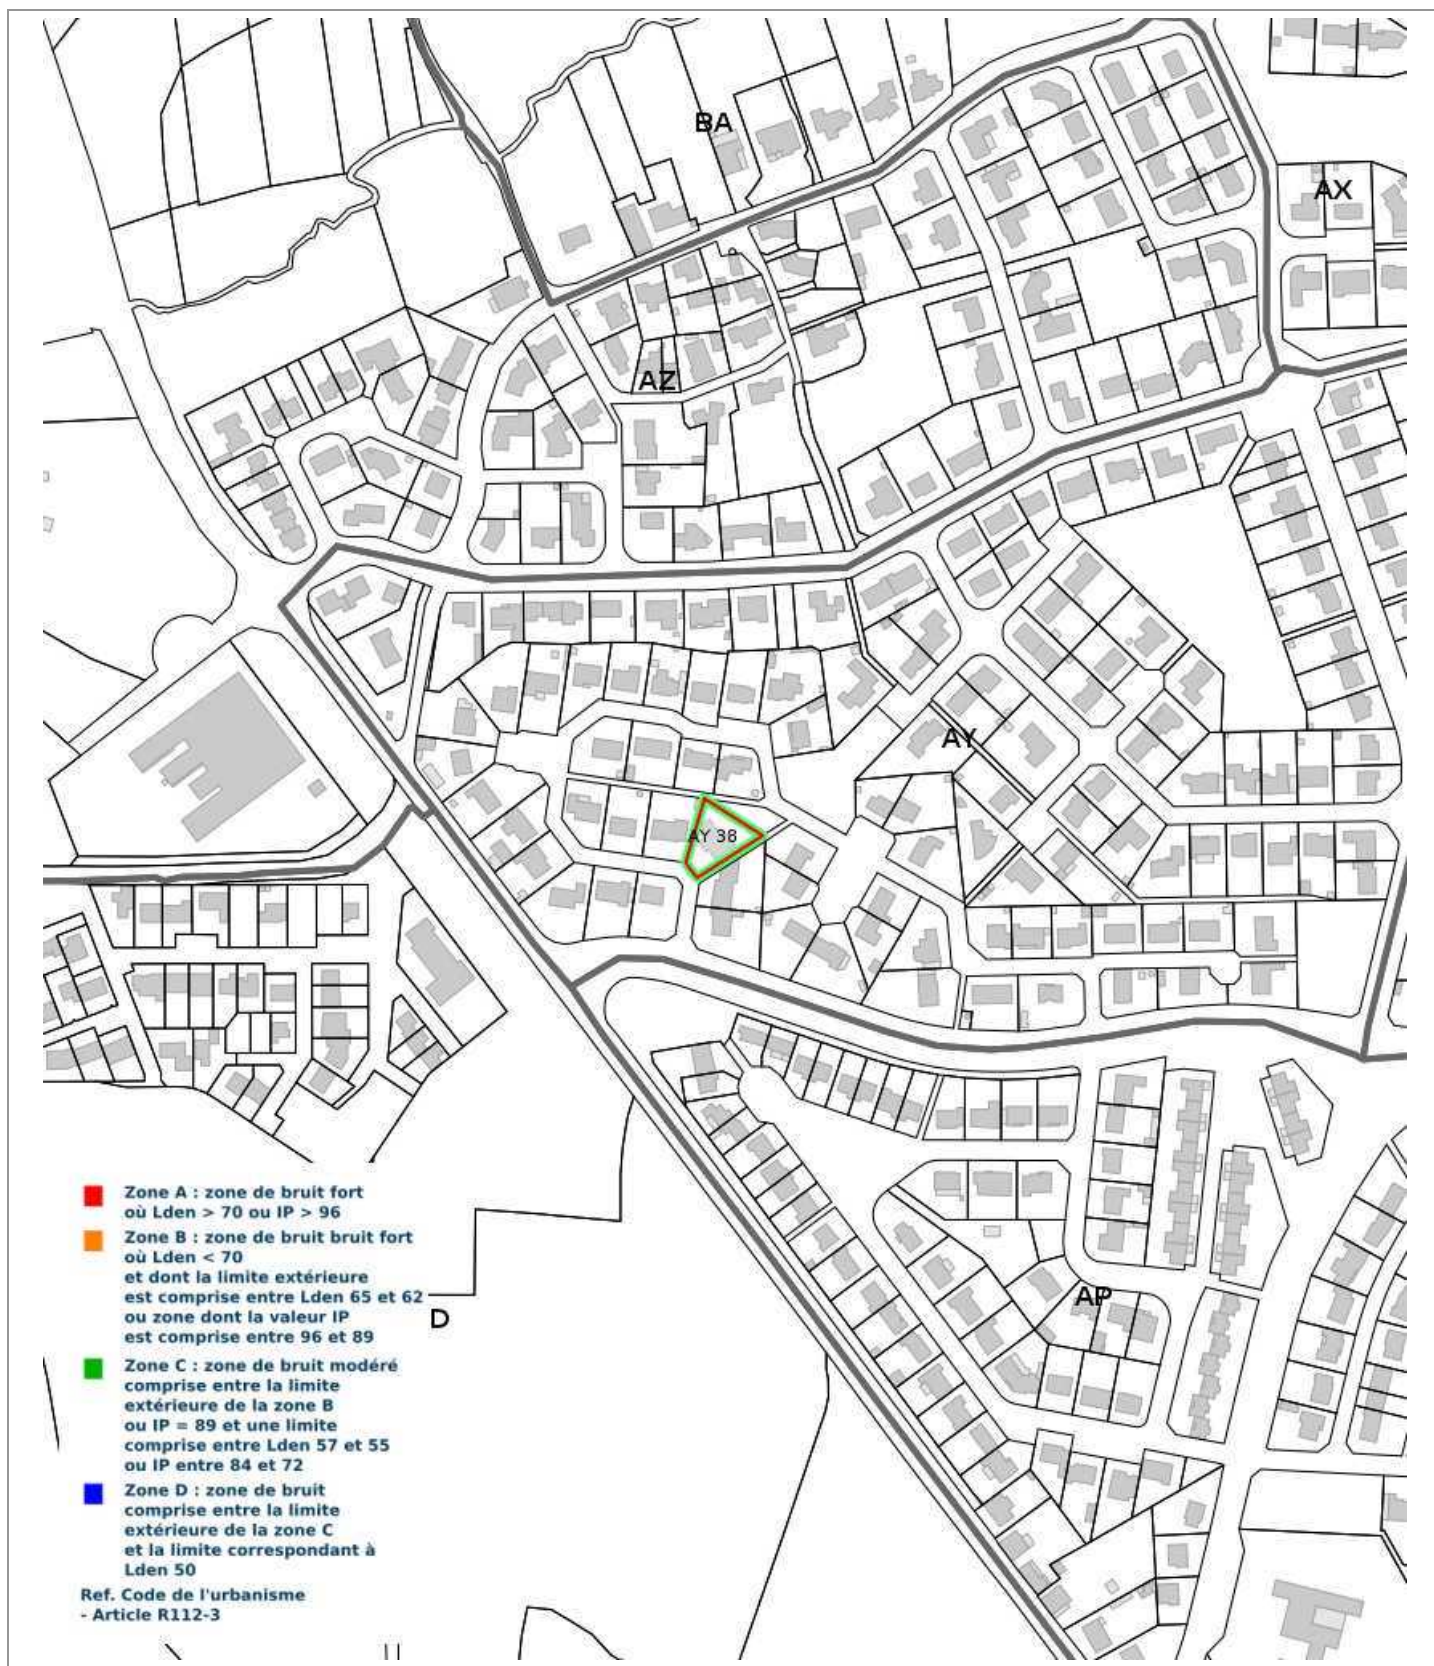 BA
AX
AZ
AY
AY 38
Zone A : zone de bruit fort
où Lden > 70 ou IP > 96
Zone B : zone de bruit bruit fort
où Lden < 70
et dont la limite extérieure
est comprise entre Lden 65 et 62
ou zone dont la valeur IP
est comprise entre 96 et 89
D
AP
Zone C : zone de bruit modéré
comprise entre la limite
extérieure de la zone B
ou IP = 89 et une limite
comprise entre Lden 57 et 55
ou IP entre 84 et 72
Zone D : zone de bruit
comprise entre la limite
extérieure de la zone C
et la limite correspondant à
Lden 50
Ref. Code de l'urbanisme
- Article R112-3